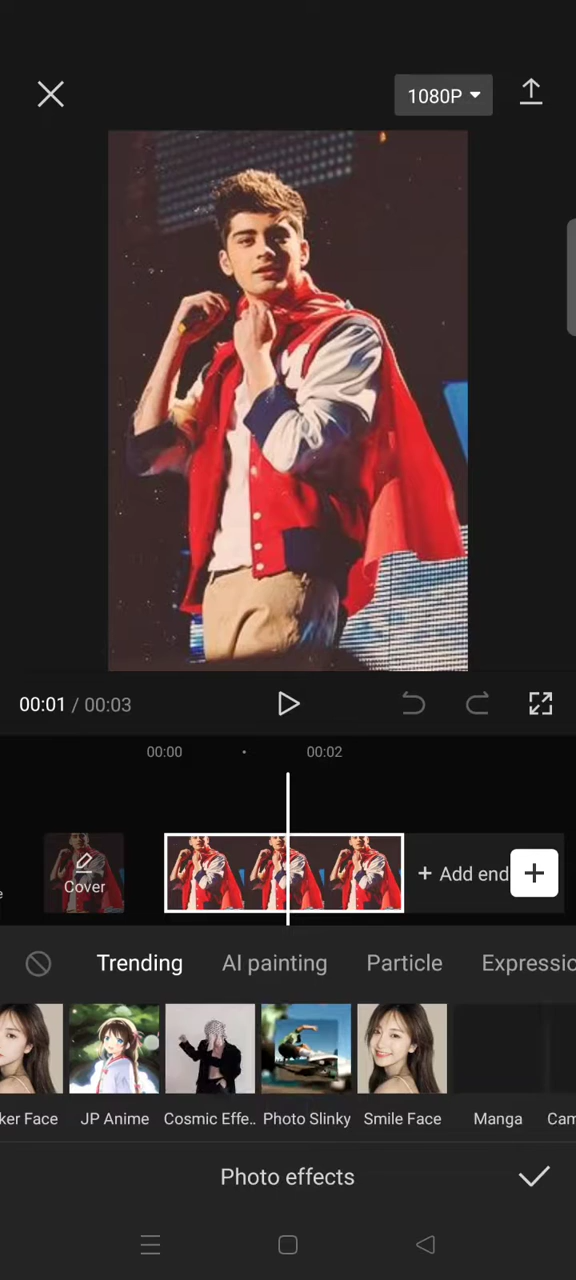 1080P
00:01 / 00:03
00:00
00:02
Cover
+ Add end
Trending
AI painting
Particle
Expressio
ker Face
JP Anime
Cosmic Effe..
Photo Slinky
Smile Face
Manga
Cam
Photo effects